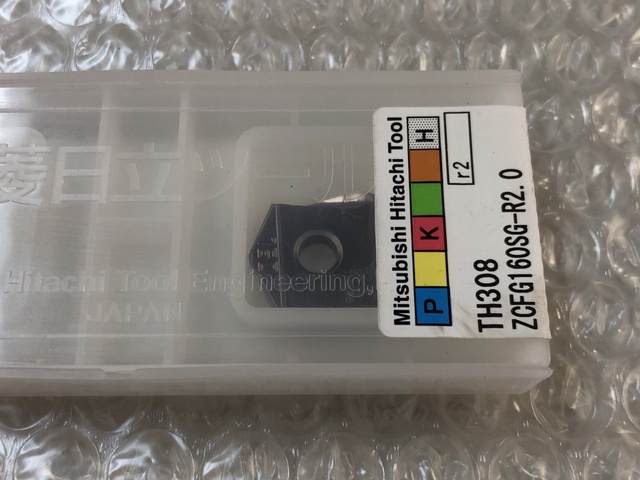 菱日立ツール
Hitachi Tool Engineering,
JAPAN
Mitsubishi Hitachi Tool
P K H
r2
TH308
ZCFG160SG-R2.0